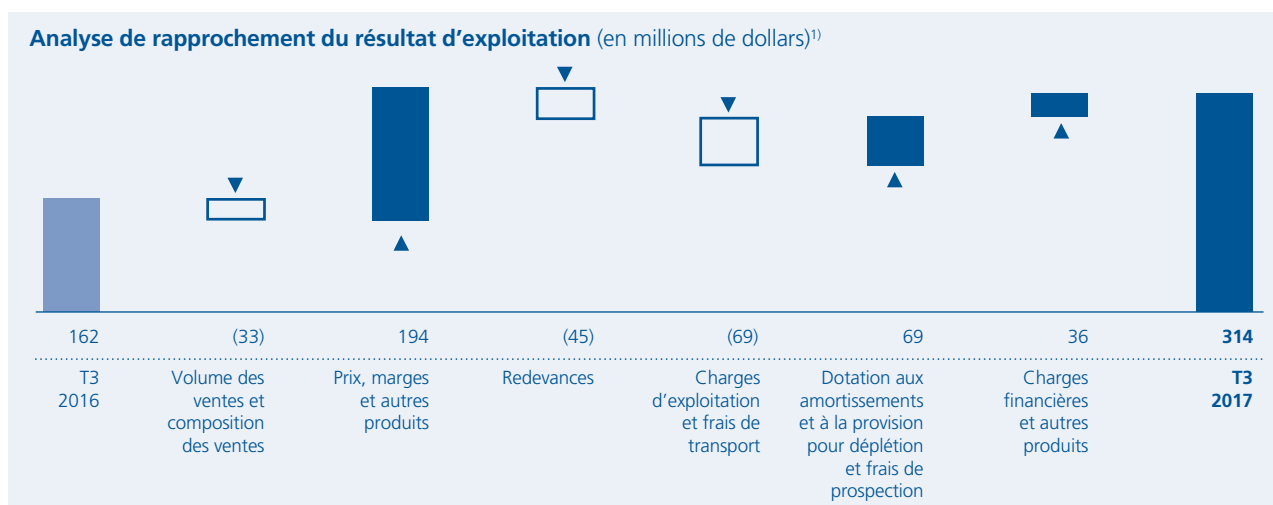 Analyse de rapprochement du résultat d’exploitation (en millions de dollars)1)
162 (33) 194 (45) (69) 69 36 314
T3
2016
Volume des
ventes et
composition
des ventes
Prix, marges
et autres
produits
Redevances
Charges
d’exploitation
et frais de
transport
Dotation aux
amortissements
et à la provision
pour déplétion
et frais de
prospection
Charges
financières
et autres
produits
T3
2017